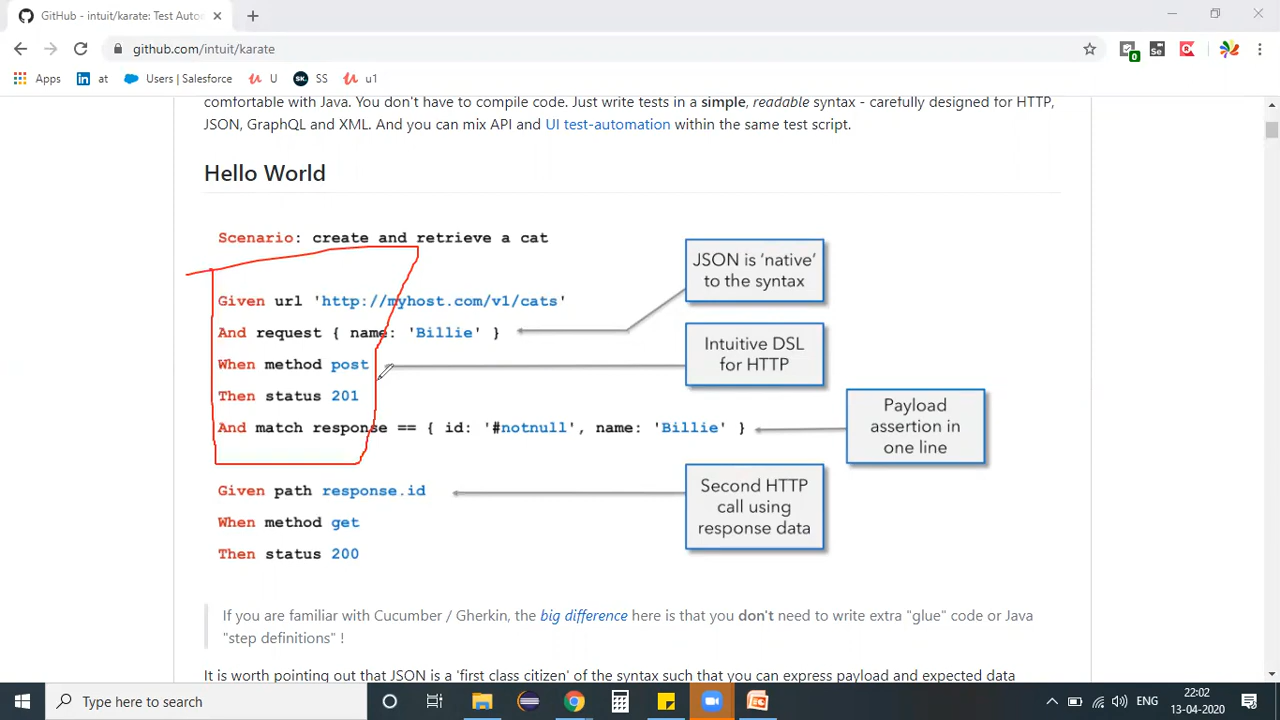 GitHub - intuit/karate: Test Auto
github.com/intuit/karate
0
Se
Apps
at
Users | Salesforce
U
SK.
SS
u1
comfortable with Java. You don't have to compile code. Just write tests in a simple, readable syntax - carefully designed for HTTP,
JSON, GraphQL and XML. And you can mix API and UI test-automation within the same test script.
Hello World
Scenario: create and retrieve a cat
Given url 'http://myhost.com/v1/cats'
And request { name: 'Billie' }
When method post
Then status 201
And match response == { id: '#notnull', name: 'Billie' }
Given path response.id
When method get
Then status 200
JSON is 'native'
to the syntax
Intuitive DSL
for HTTP
Payload
assertion in
one line
Second HTTP
call using
response data
If you are familiar with Cucumber / Gherkin, the big difference here is that you don't need to write extra "glue" code or Java
"step definitions" !
It is worth pointing out that JSON is a 'first class citizen' of the syntax such that you can express payload and expected data
Type here to search
ENG
22:02
13-04-2020